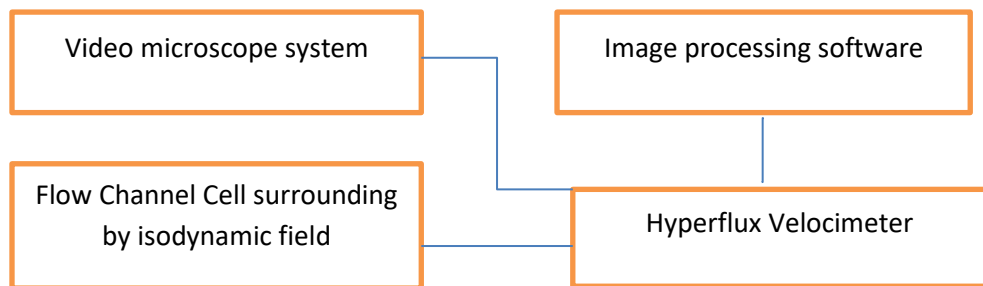 Video microscope system
Image processing software
Flow Channel Cell surrounding
by isodynamic field
Hyperflux Velocimeter